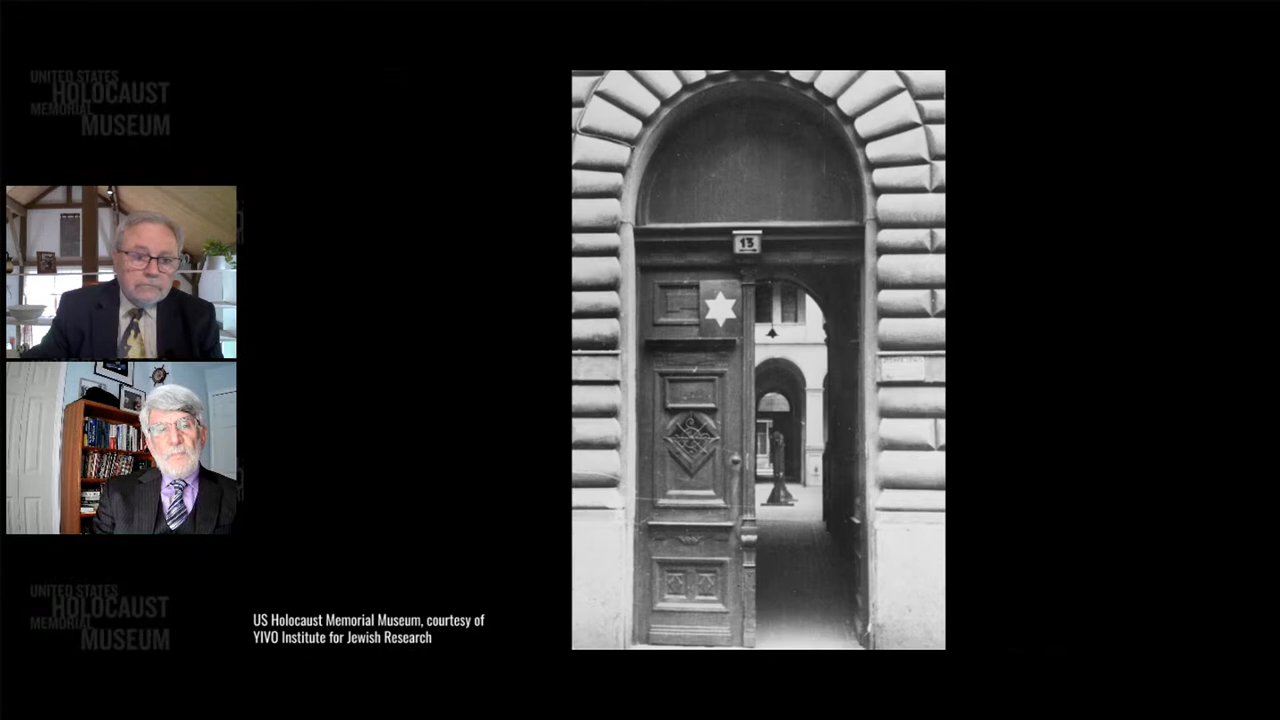 UNITED STATES
HOLOCAUST
MEMORIAL
MUSEUM
13
US Holocaust Memorial Museum, courtesy of
YIVO Institute for Jewish Research
UNITED STATES
HOLOCAUST
MEMORIAL
MUSEUM